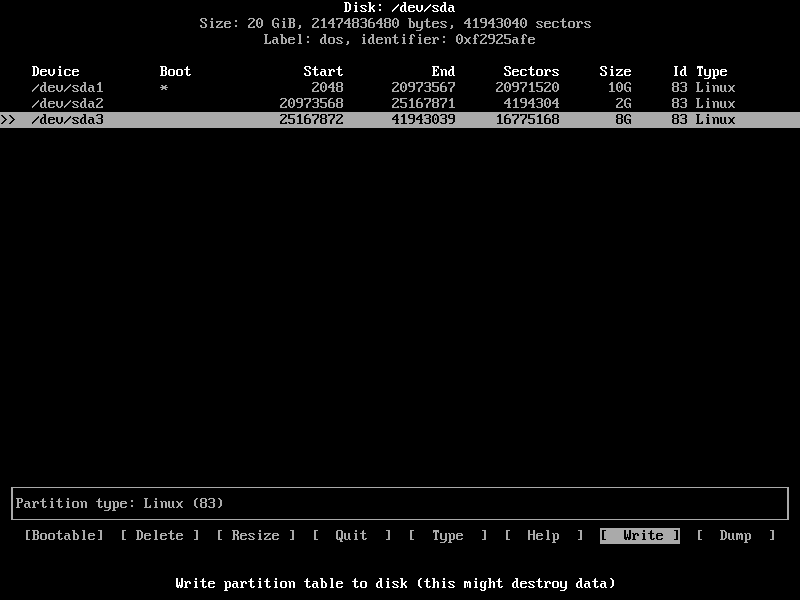 Disk: /dev/sda
Size: 20 GiB, 21474836480 bytes, 41943040 sectors
Label: dos, identifier: 0xf2925afe
Device Boot Start End Sectors Size Id Type
/dev/sda1 * 2048 20973567 20971520 10G 83 Linux
/dev/sda2 20973568 25167871 4194304 2G 83 Linux
>> /dev/sda3 25167872 41943039 16775168 8G 83 Linux
Partition type: Linux (83)
[Bootable] [ Delete ] [ Resize ] [ Quit ] [ Type ] [ Help ] [ Write ] [ Dump ]
Write partition table to disk (this might destroy data)